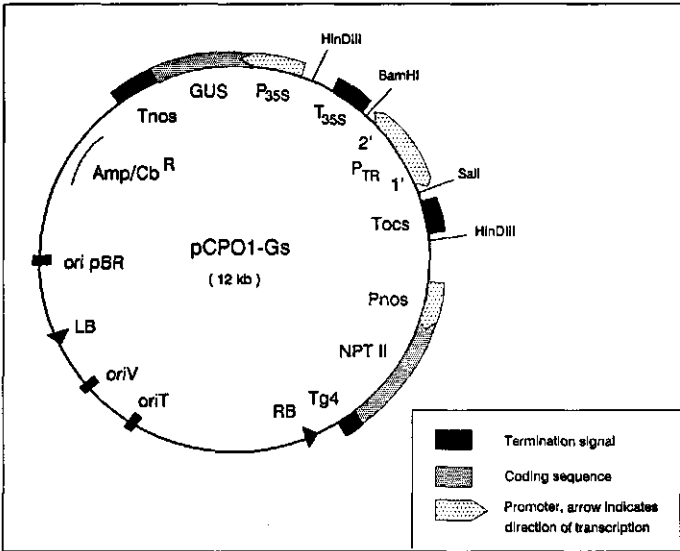 HinDIII
BamHI
GUS
P35S
T35S
Tnos
2'
PTR
1'
SalI
Amp/Cb R
Tocs
HinDIII
pCPO1-Gs
( 12 kb )
ori pBR
Pnos
LB
NPT II
oriV
oriT
RB
Tg4
Termination signal
Coding sequence
Promoter, arrow indicates
direction of transcription